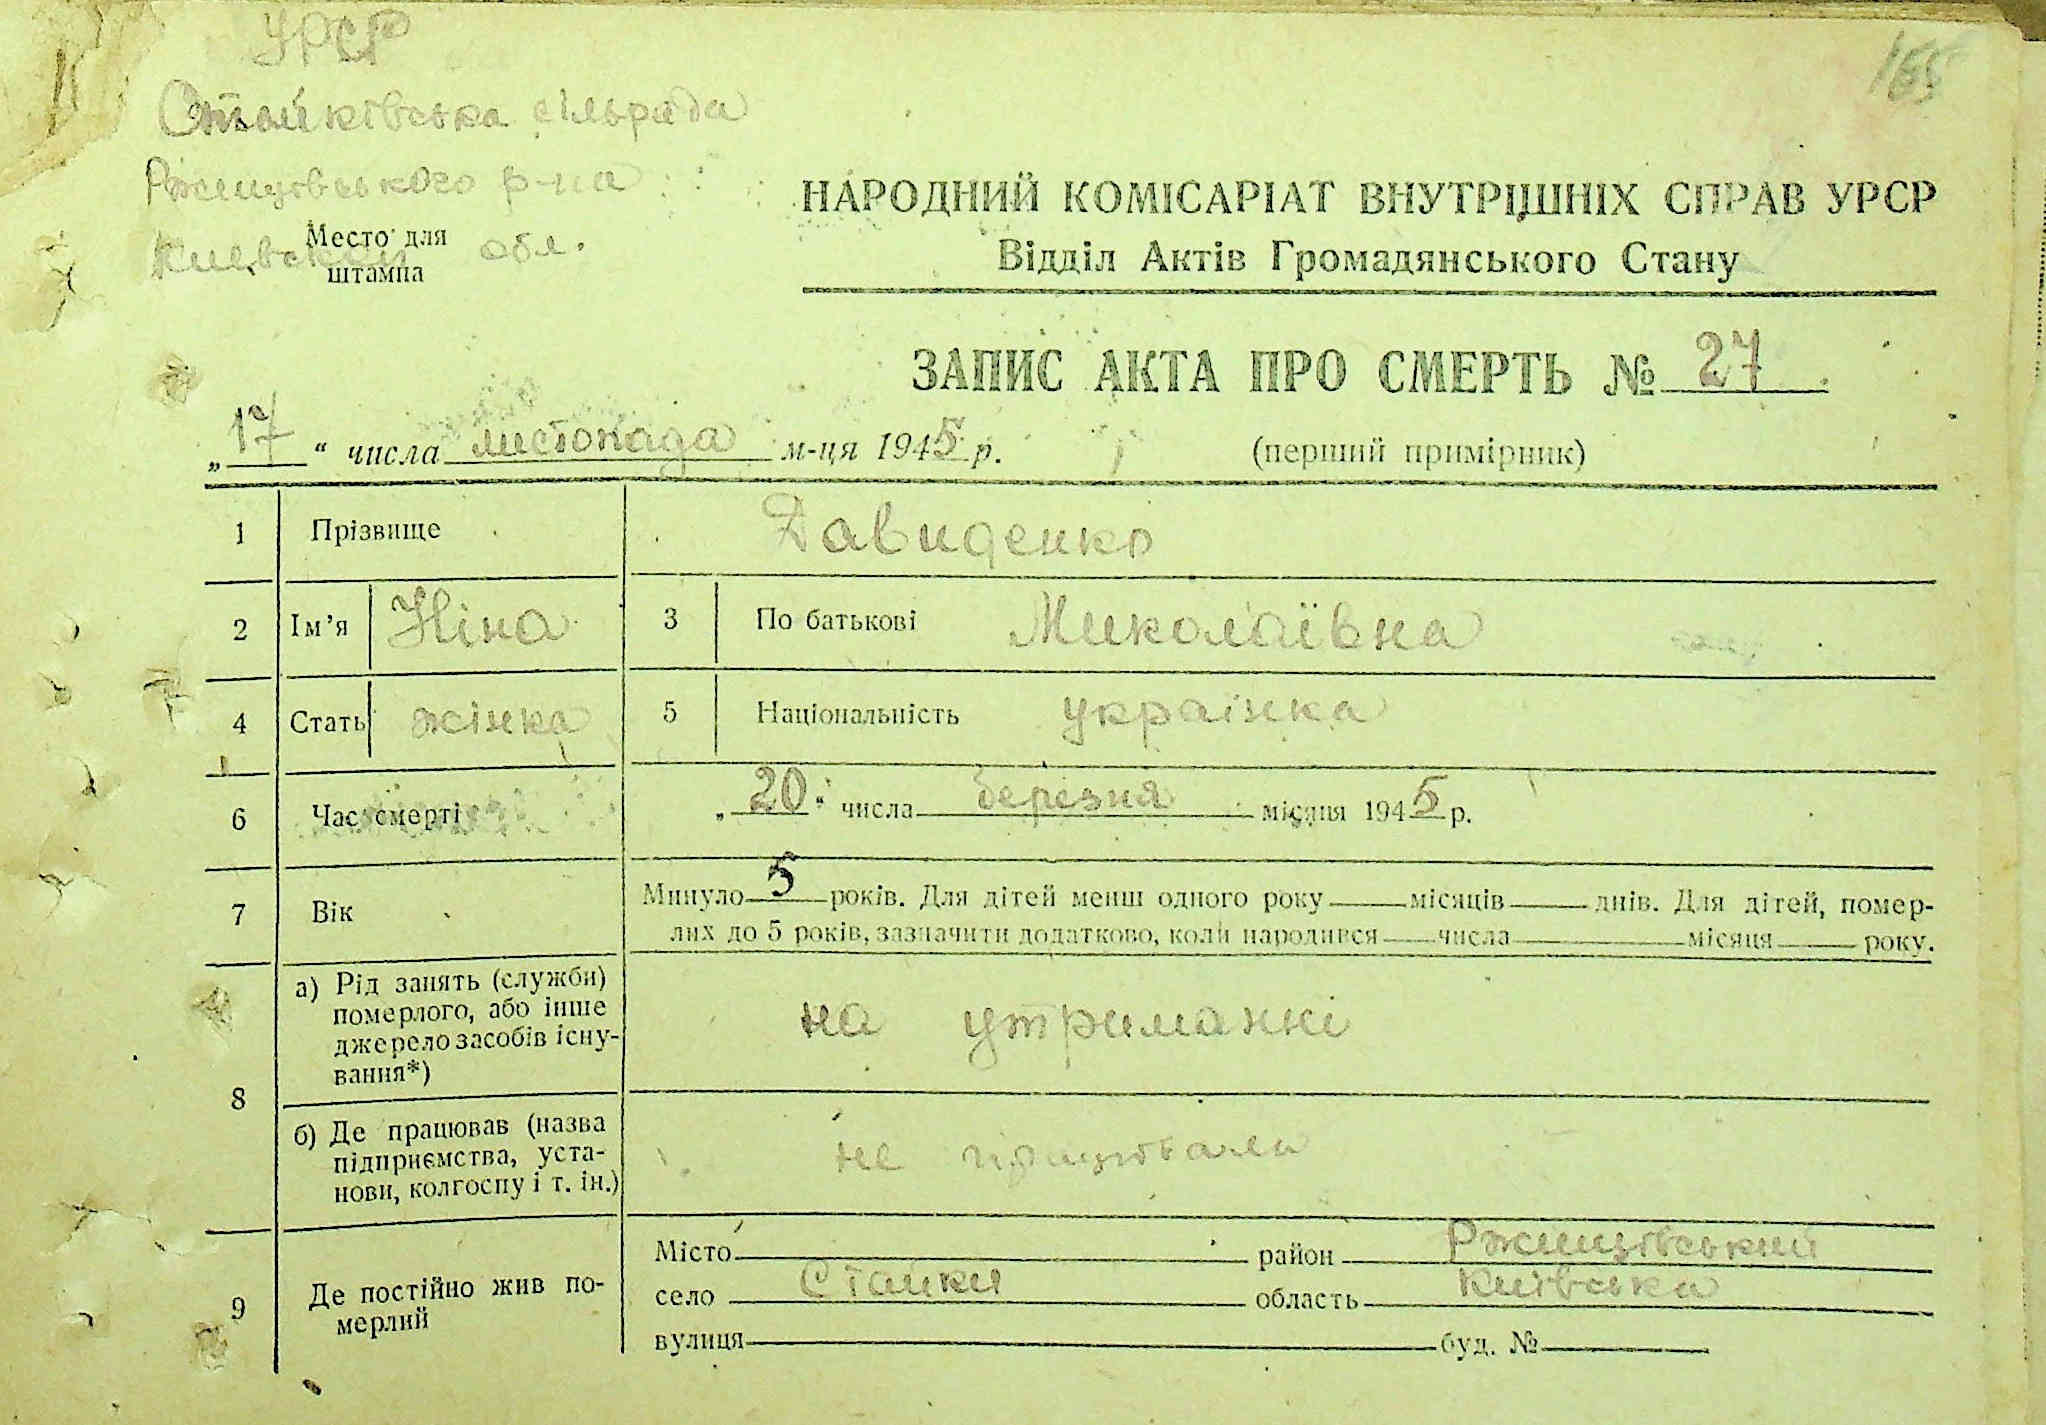 УРСР
165
Стайківська сільрада
Ржищівського р-на
Київської обл.
Место для
штампа
НАРОДНИЙ КОМІСАРІАТ ВНУТРІШНІХ СПРАВ УРСР
Відділ Актів Громадянського Стану
ЗАПИС АКТА ПРО СМЕРТЬ № 27
„17“ числа листопада м-ця 1945 р.
(перший примірник)
1 Прізвище Давиденко
2 Ім’я Ніна 3 По батькові Миколаївна
4 Стать жінка 5 Національність українка
6 Час смерті „20“ числа березня місяця 1945 р.
7 Вік Минуло 5 років. Для дітей менш одного року місяців днів. Для дітей, помер-
лих до 5 років, зазначити додатково, коли народився числа місяця року.
8 а) Рід занять (служби)
померлого, або інше
джерело засобів існу-
вання*)
на утриманні
б) Де працював (назва
підприємства, уста-
нови, колгоспу і т. ін.)
не
9 Де постійно жив по-
мерлий
Місто район Ржищівський
село Стайки область Київська
вулиця буд. №